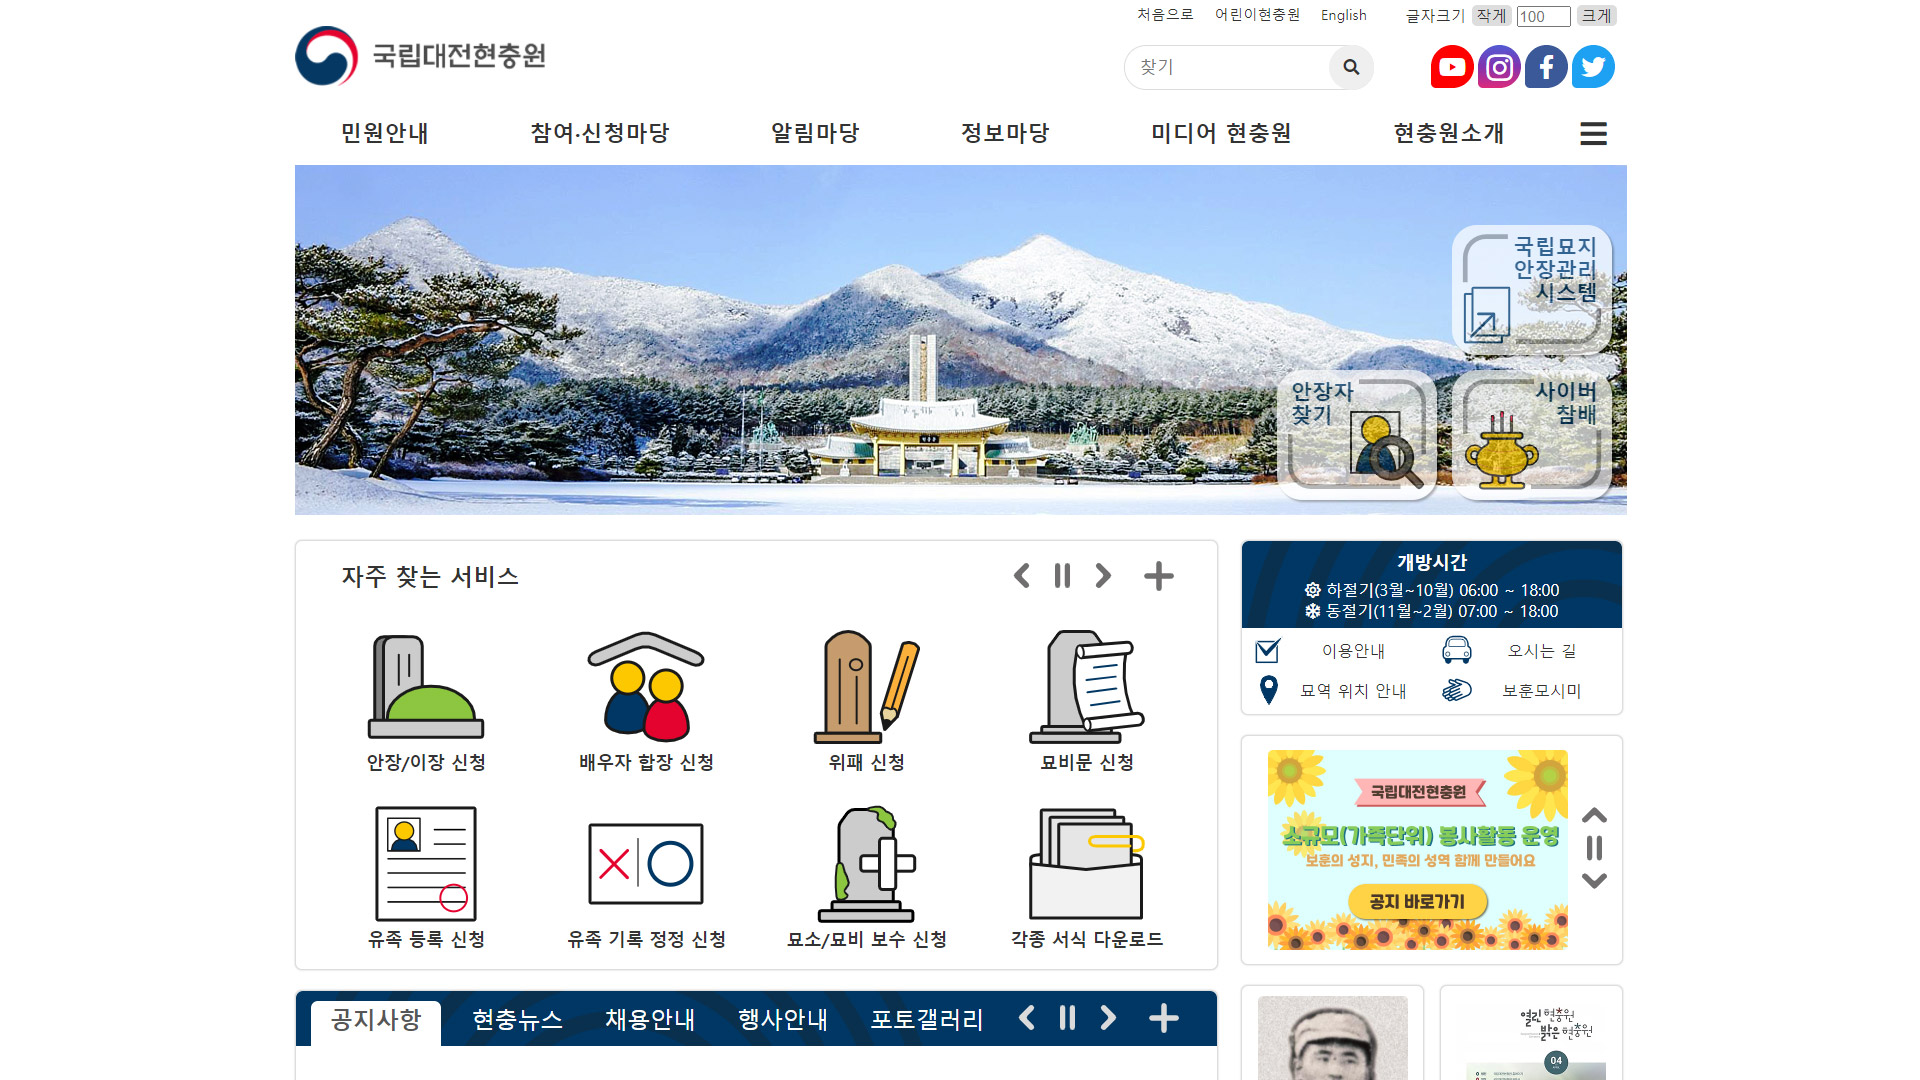 처음으로 어린이현충원 English 글자크기 작게 100 크게
국립대전현충원
찾기
민원안내 참여·신청마당 알림마당 정보마당 미디어 현충원 현충원소개
국립묘지
안장관리
시스템
안장자
찾기
사이버
참배
자주 찾는 서비스
안장/이장 신청 배우자 합장 신청 위패 신청 묘비문 신청
유족 등록 신청 유족 기록 정정 신청 묘소/묘비 보수 신청 각종 서식 다운로드
개방시간
하절기(3월~10월) 06:00 ~ 18:00
동절기(11월~2월) 07:00 ~ 18:00
이용안내 오시는 길
묘역 위치 안내 보훈모시미
국립대전현충원
소규모(가족단위) 봉사활동 운영
보훈의 성지, 민족의 성역 함께 만들어요
공지 바로가기
공지사항 현충뉴스 채용안내 행사안내 포토갤러리
열린 현충원
밝은 현충원
04